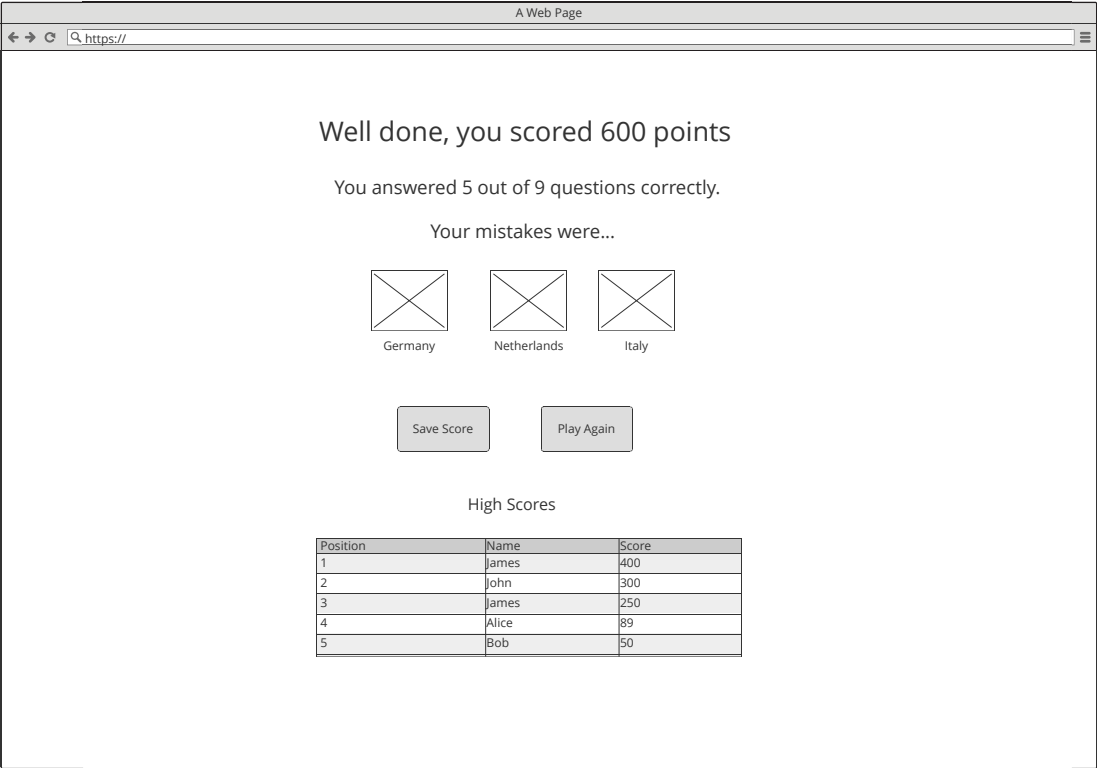 A Web Page
https://
Well done, you scored 600 points
You answered 5 out of 9 questions correctly.
Your mistakes were...
Germany Netherlands Italy
Save Score Play Again
High Scores
Position Name Score
1 James 400
2 John 300
3 James 250
4 Alice 89
5 Bob 50